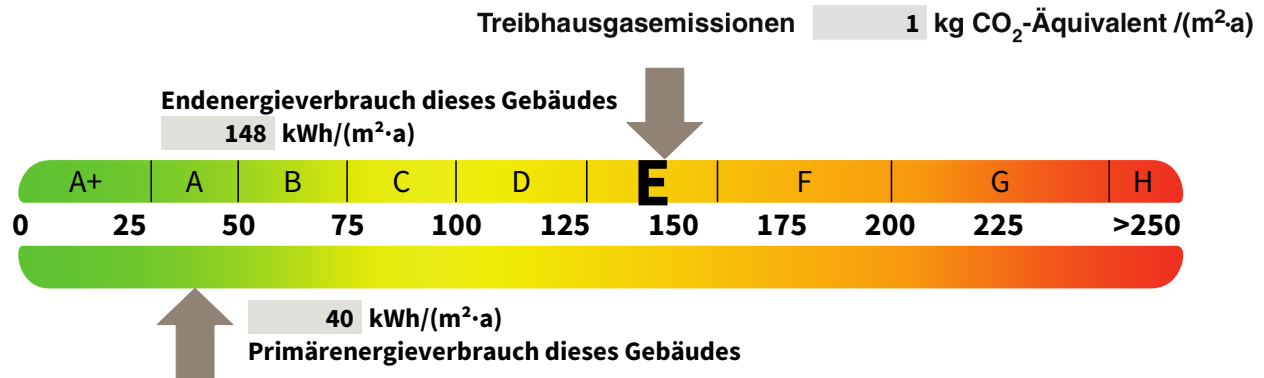 Treibhausgasemissionen 1 kg CO₂-Äquivalent /(m²·a)
Endenergieverbrauch dieses Gebäudes
148 kWh/(m²·a)
A+ A B C D E F G H
0 25 50 75 100 125 150 175 200 225 >250
40 kWh/(m²·a)
Primärenergieverbrauch dieses Gebäudes